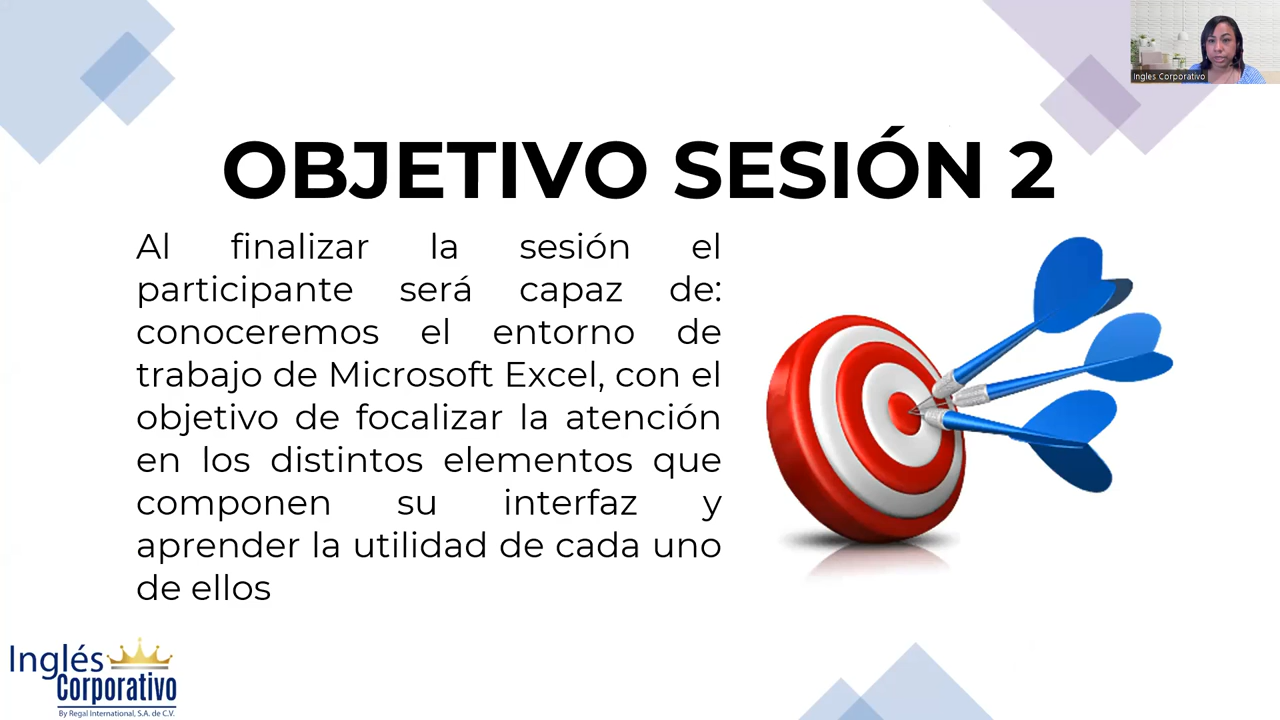 Ingles Corporativo
OBJETIVO SESIÓN 2
Al finalizar la sesión el
participante será capaz de:
conoceremos el entorno de
trabajo de Microsoft Excel, con el
objetivo de focalizar la atención
en los distintos elementos que
componen su interfaz y
aprender la utilidad de cada uno
de ellos
Inglés
Corporativo
By Regal International, S.A. de C.V.